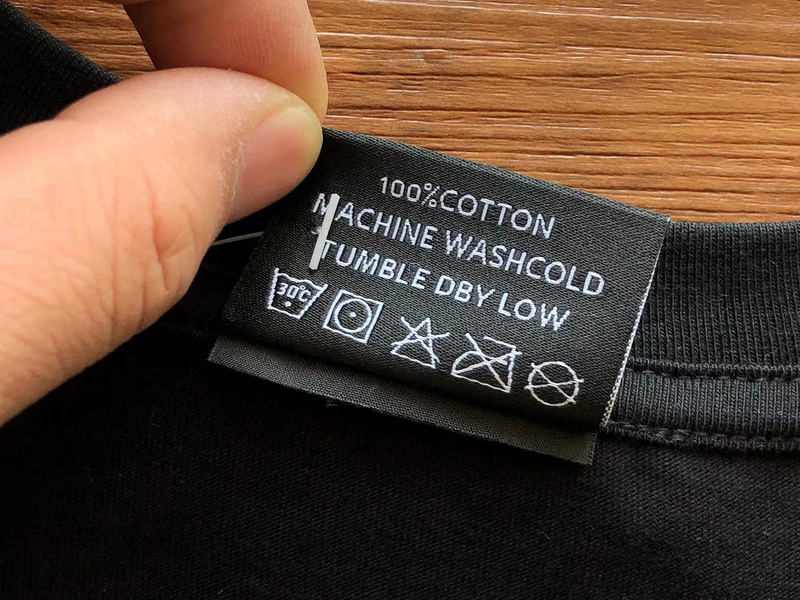 100%COTTON
MACHINE WASHCOLD
TUMBLE DBY LOW
30°C